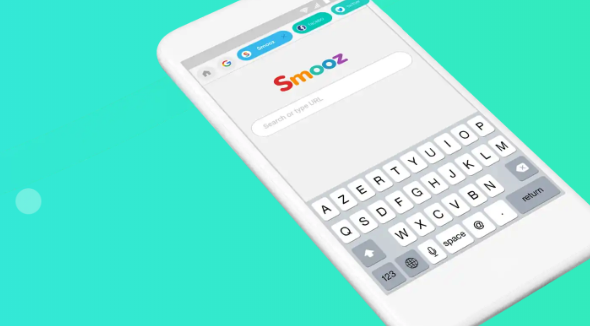 Smooz
Smooz
Search or type URL
A Z E R T Y U I O P
Q S D F G H J K L M
W X C V B N
123 space @ . return